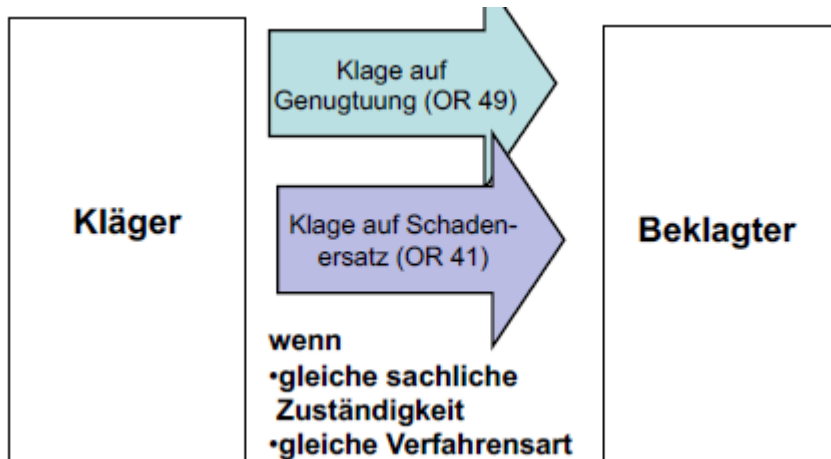 Klage auf
Genugtuung (OR 49)
Kläger
Klage auf Schaden-
ersatz (OR 41)
Beklagter
wenn
•gleiche sachliche
Zuständigkeit
•gleiche Verfahrensart